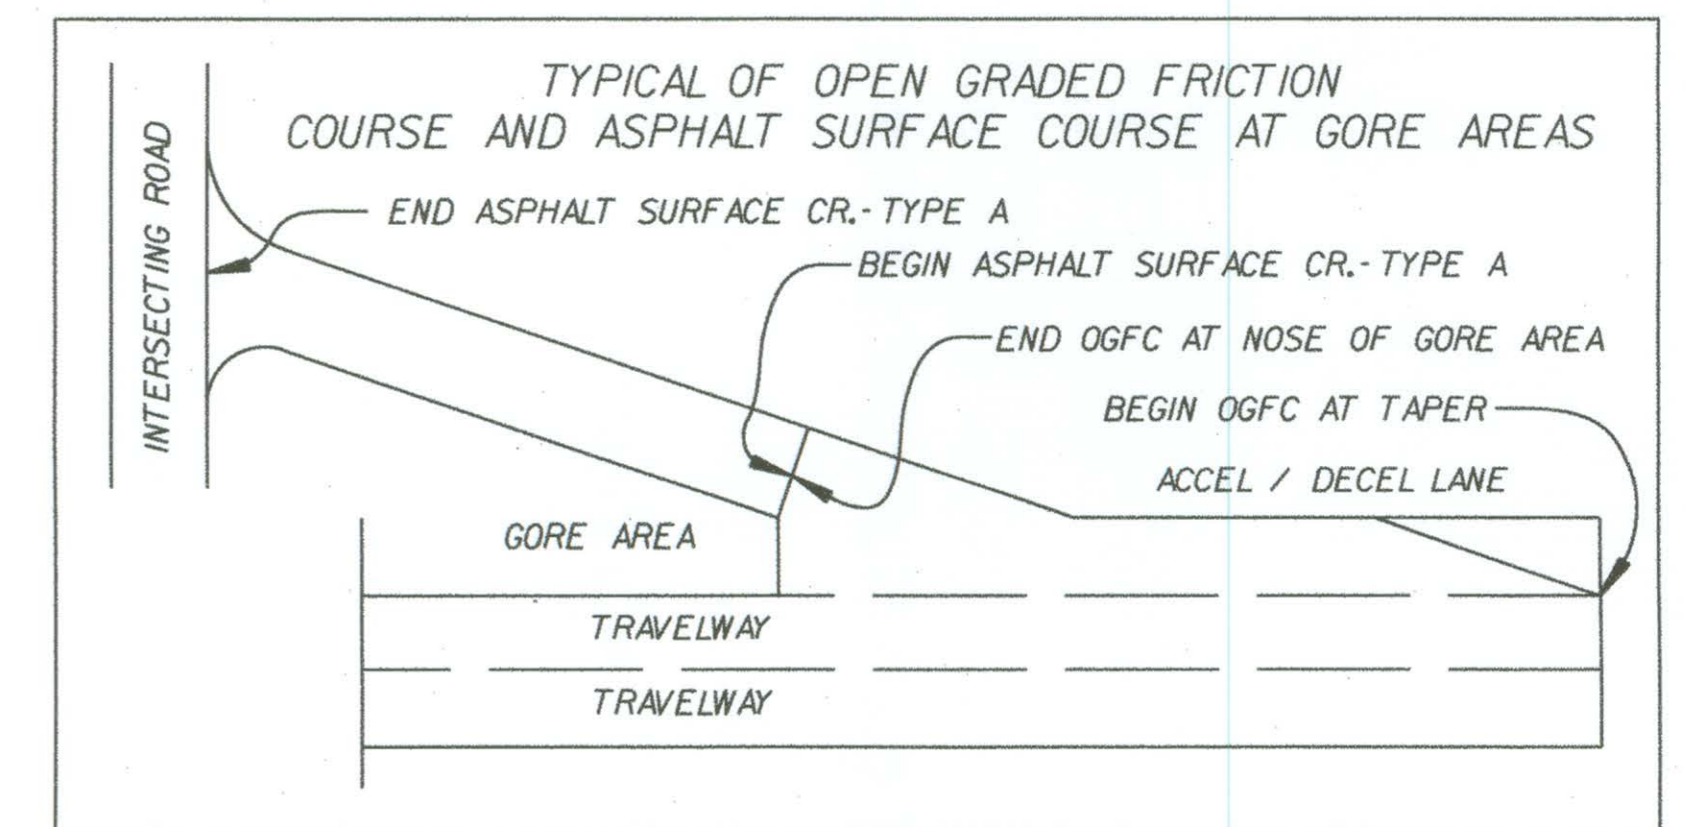 TYPICAL OF OPEN GRADED FRICTION
COURSE AND ASPHALT SURFACE COURSE AT GORE AREAS
INTERSECTING ROAD
END ASPHALT SURFACE CR.-TYPE A
BEGIN ASPHALT SURFACE CR.-TYPE A
END OGFC AT NOSE OF GORE AREA
BEGIN OGFC AT TAPER
ACCEL / DECEL LANE
GORE AREA
TRAVELWAY
TRAVELWAY